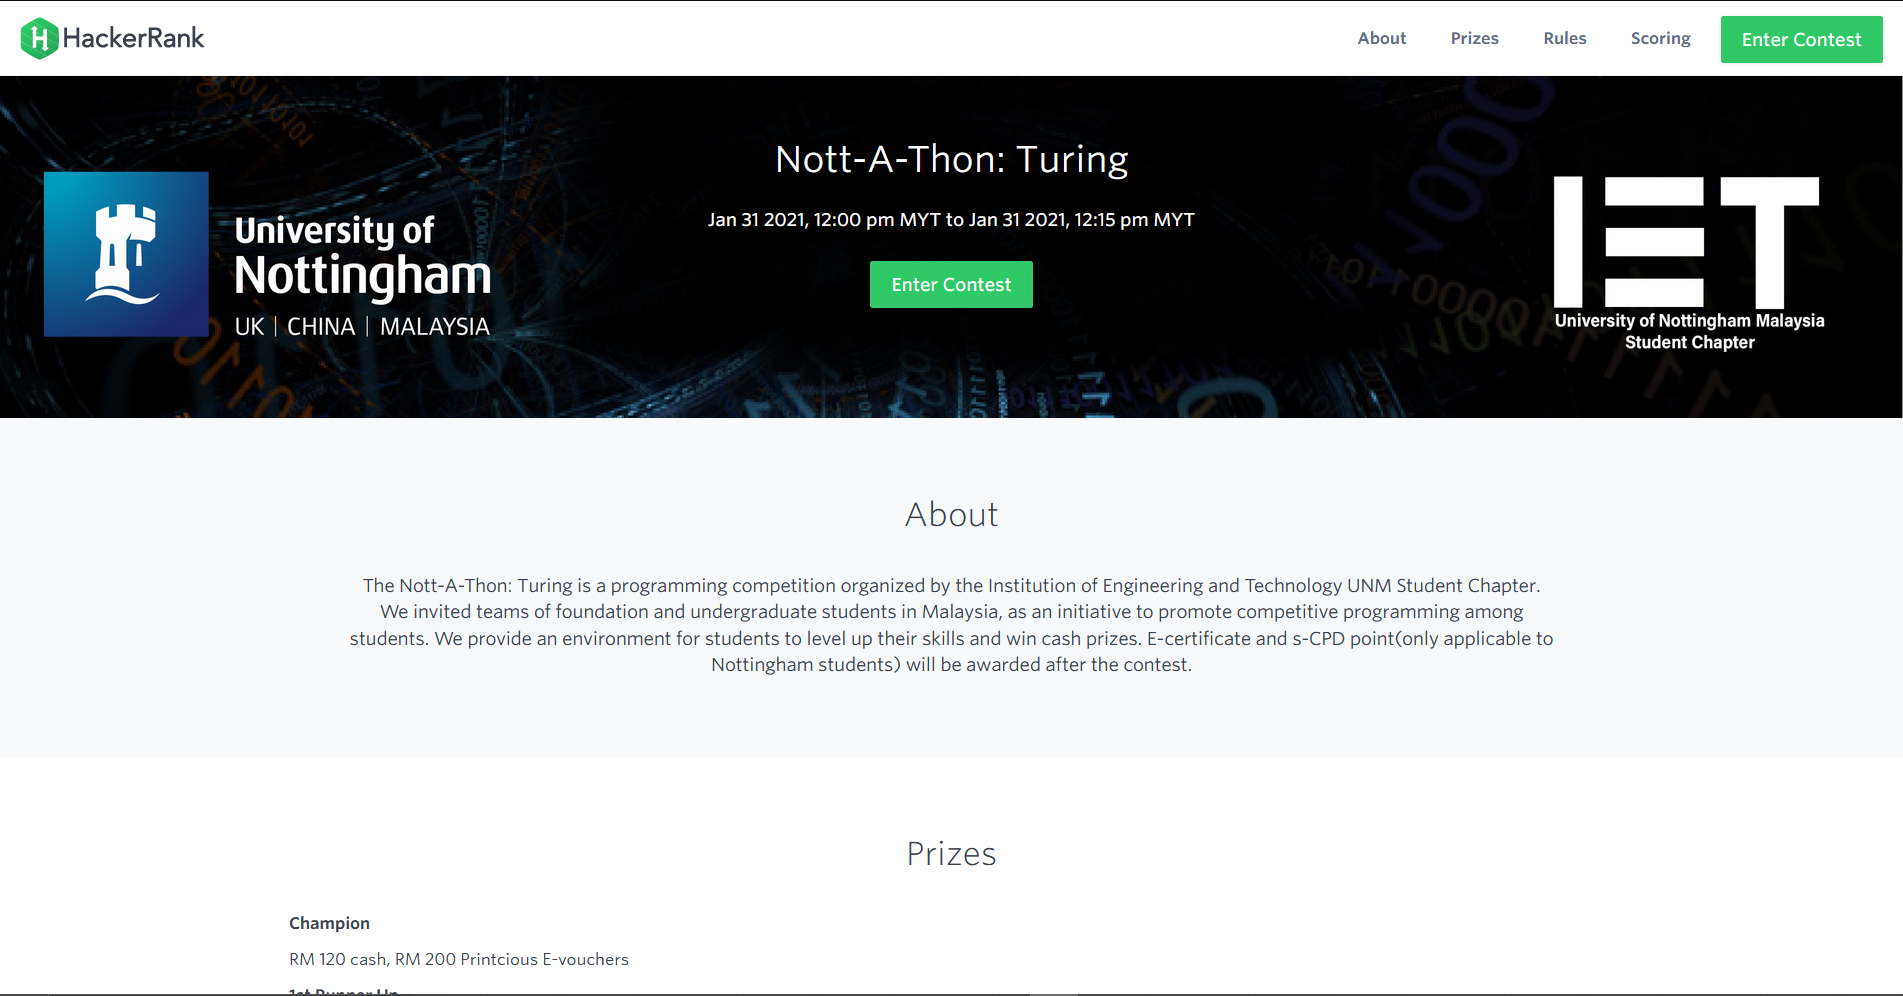 HackerRank
About Prizes Rules Scoring Enter Contest
Nott-A-Thon: Turing
Jan 31 2021, 12:00 pm MYT to Jan 31 2021, 12:15 pm MYT
Enter Contest
University of
Nottingham
UK | CHINA | MALAYSIA
IET
University of Nottingham Malaysia
Student Chapter
About
The Nott-A-Thon: Turing is a programming competition organized by the Institution of Engineering and Technology UNM Student Chapter.
We invited teams of foundation and undergraduate students in Malaysia, as an initiative to promote competitive programming among
students. We provide an environment for students to level up their skills and win cash prizes. E-certificate and s-CPD point(only applicable to
Nottingham students) will be awarded after the contest.
Prizes
Champion
RM 120 cash, RM 200 Printcious E-vouchers
1st Runner Up